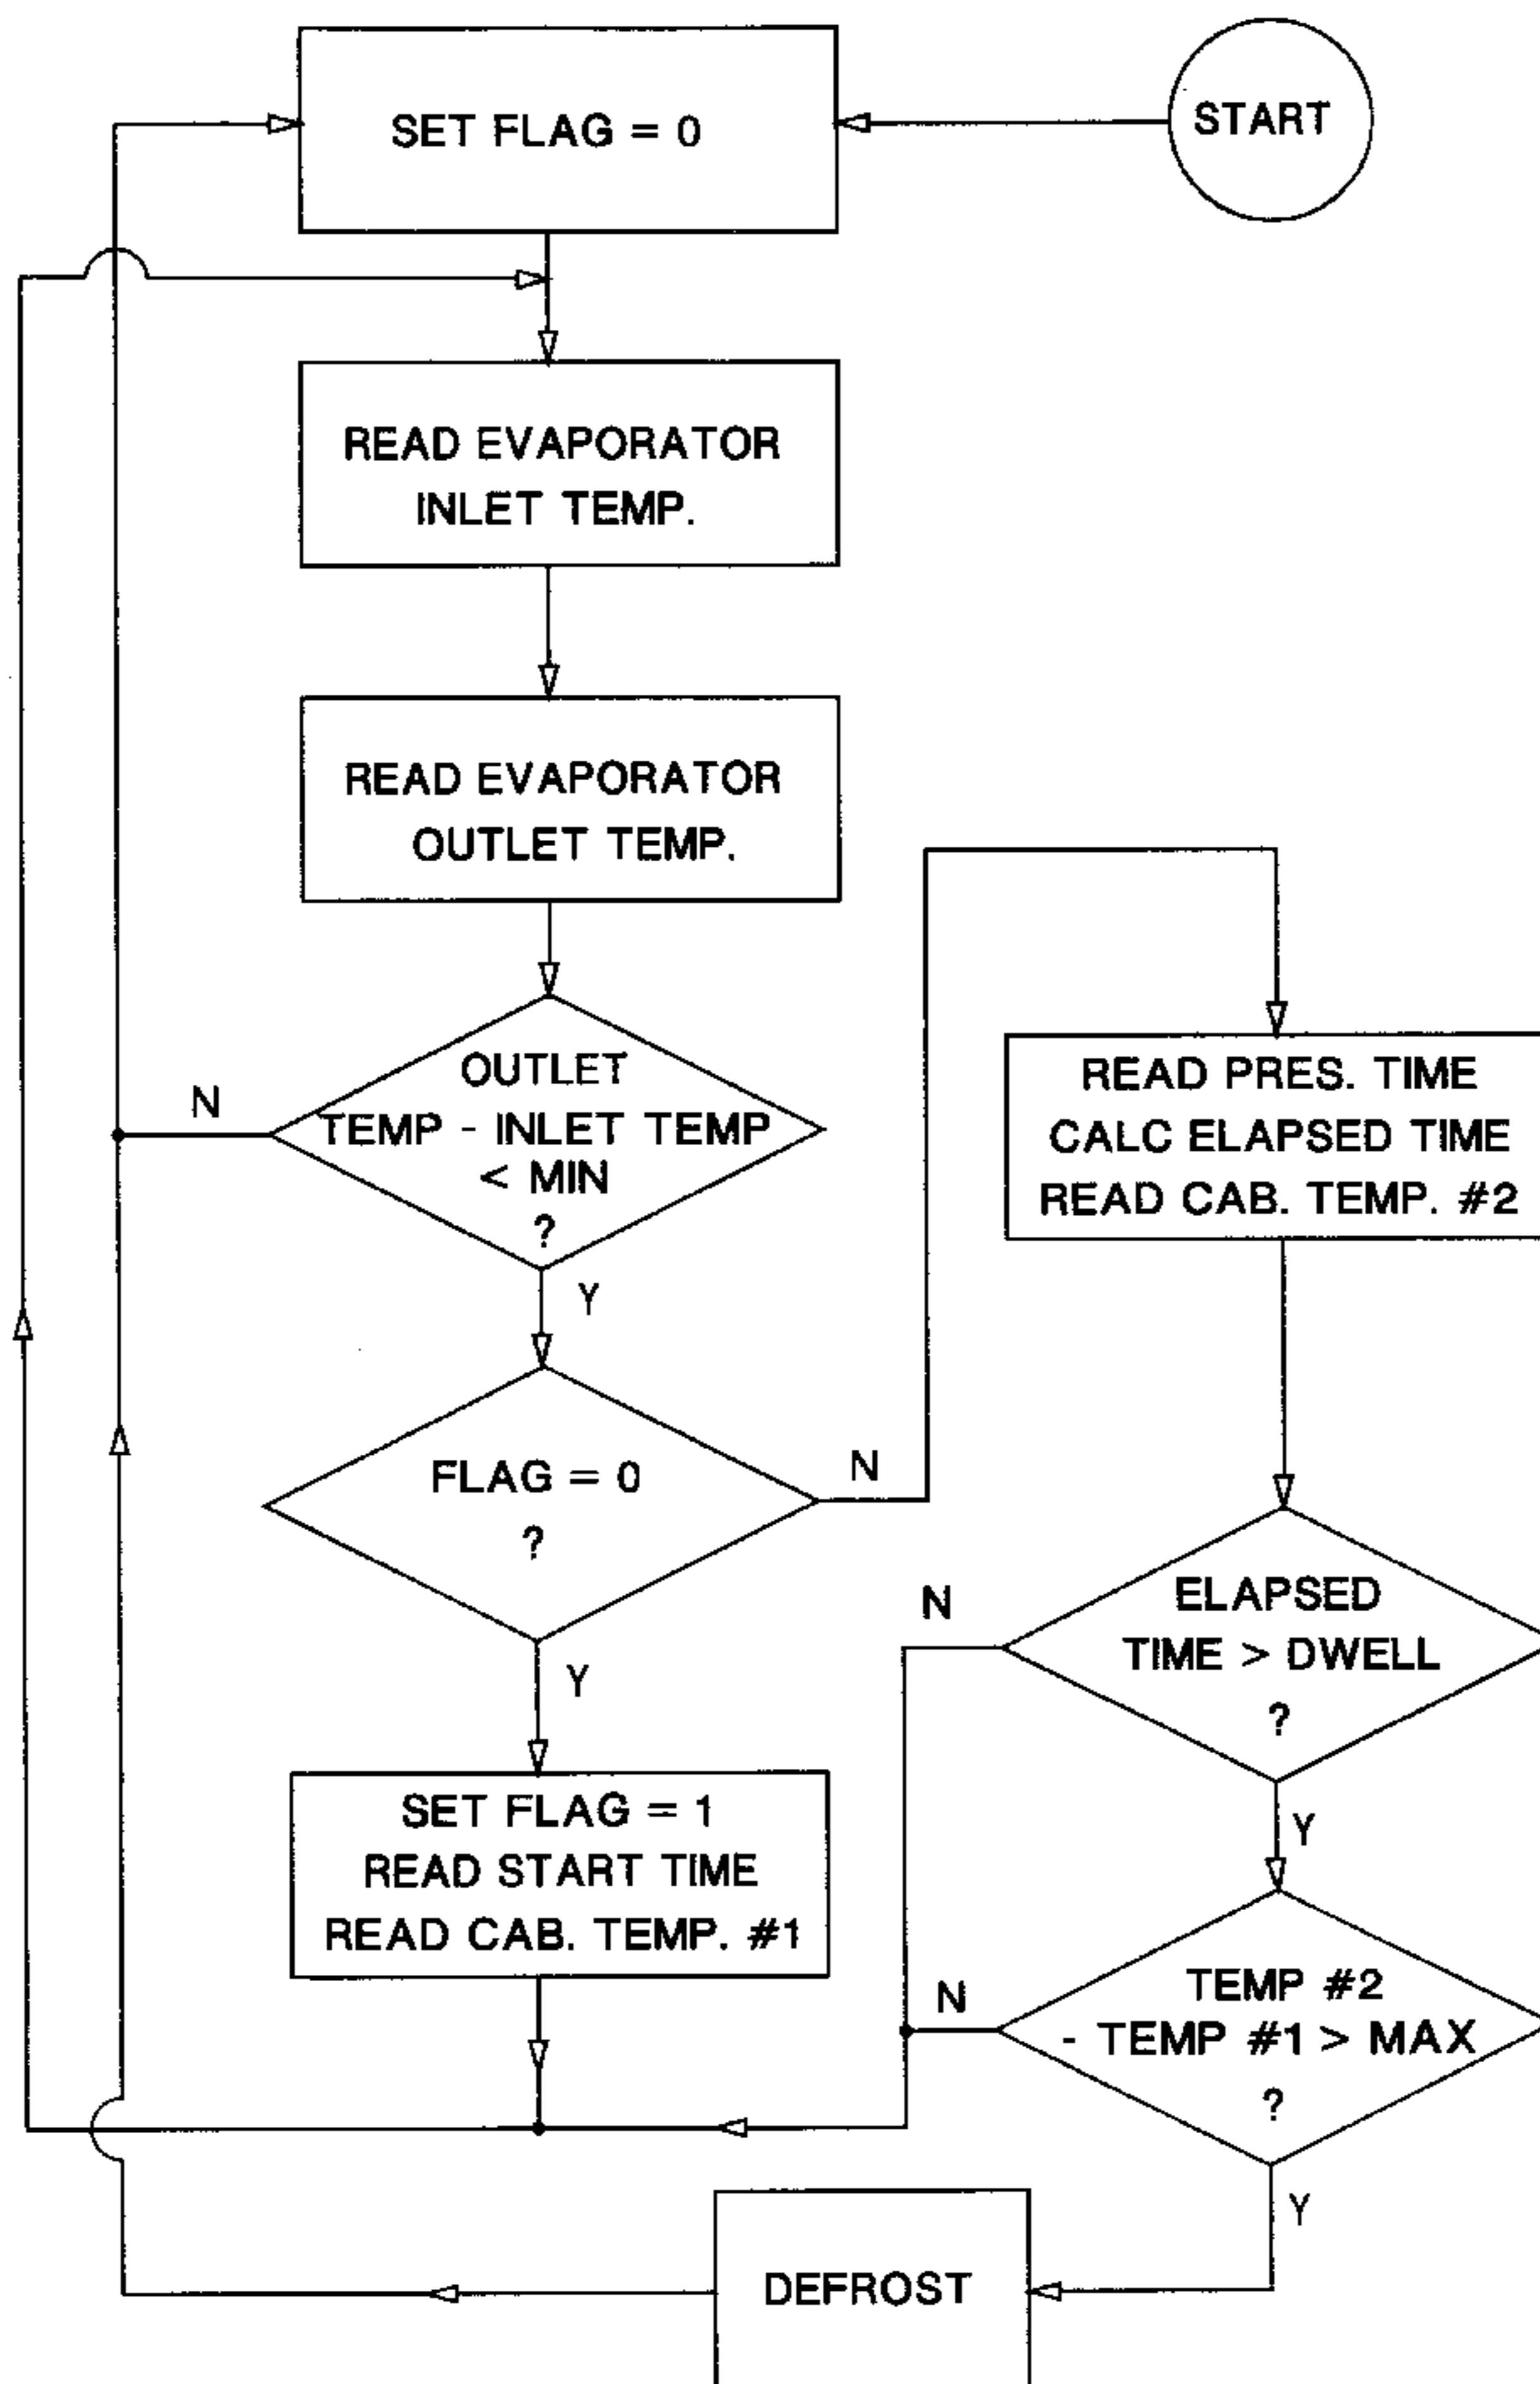 SET FLAG = 0
START
READ EVAPORATOR
INLET TEMP.
READ EVAPORATOR
OUTLET TEMP.
OUTLET
TEMP - INLET TEMP
< MIN
?
N
Y
FLAG = 0
?
N
Y
SET FLAG = 1
READ START TIME
READ CAB. TEMP. #1
READ PRES. TIME
CALC ELAPSED TIME
READ CAB. TEMP. #2
ELAPSED
TIME > DWELL
?
N
Y
TEMP #2
- TEMP #1 > MAX
?
N
Y
DEFROST